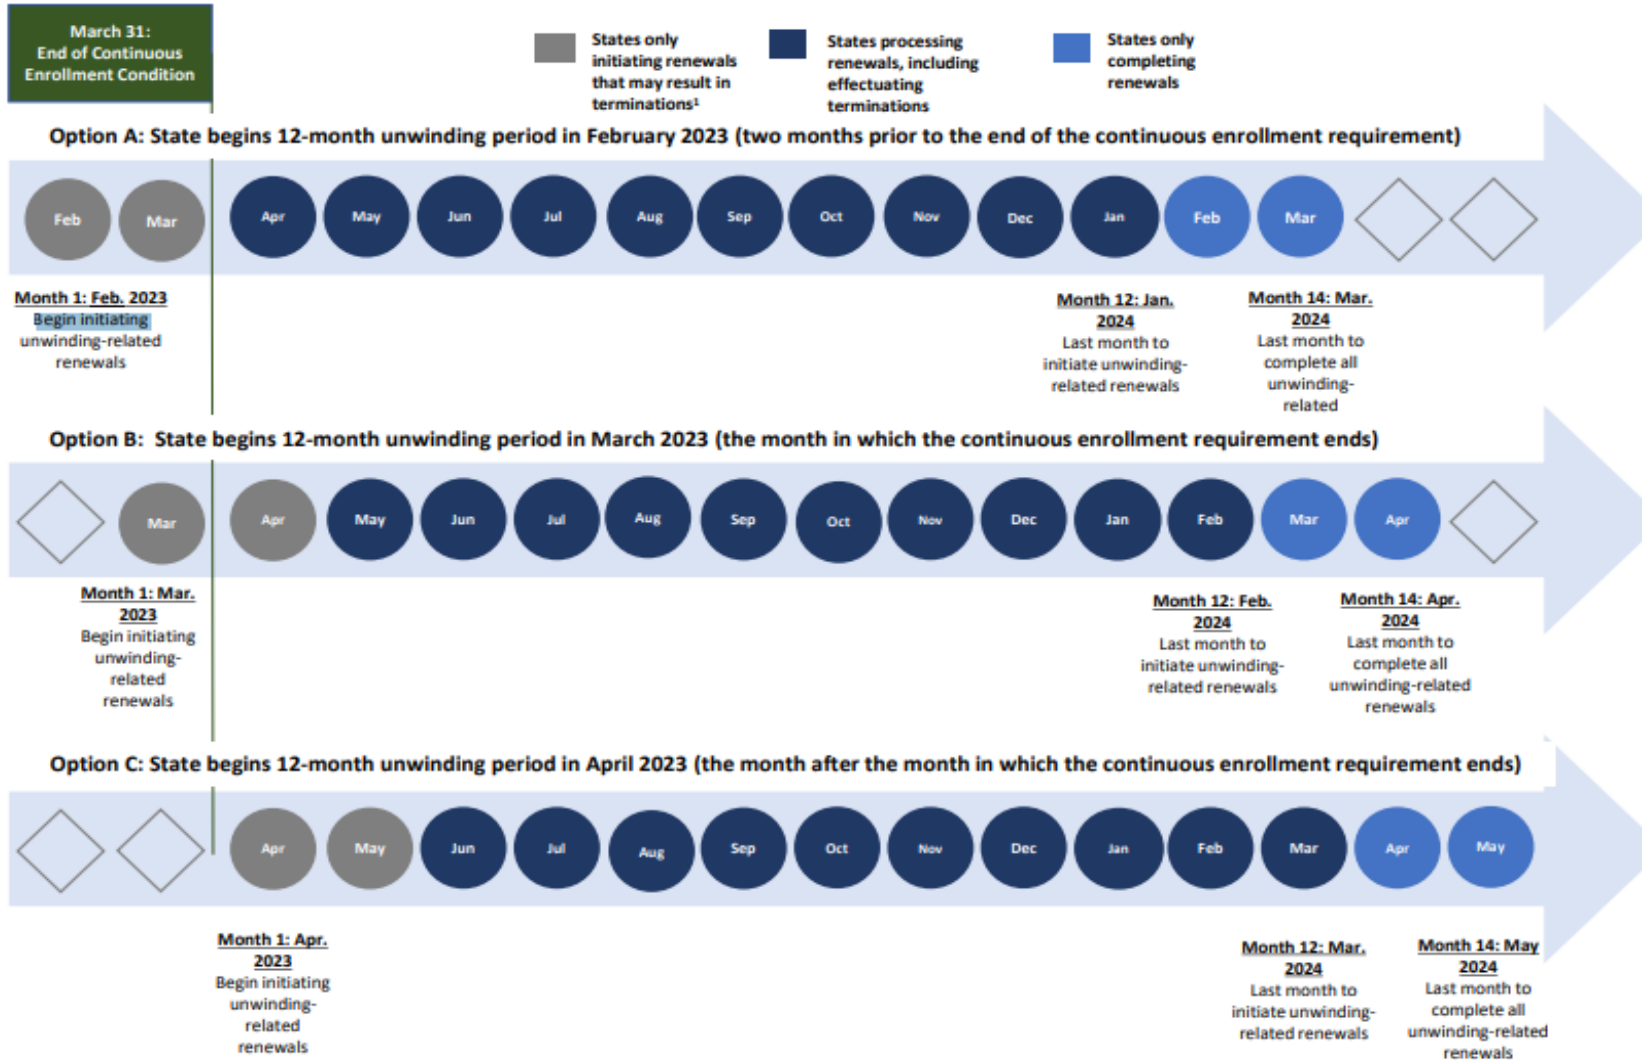 March 31:
End of Continuous
Enrollment Condition
States only
initiating renewals
that may result in
terminations¹
States processing
renewals, including
effectuating
terminations
States only
completing
renewals
Option A: State begins 12-month unwinding period in February 2023 (two months prior to the end of the continuous enrollment requirement)
Feb Mar Apr May Jun Jul Aug Sep Oct Nov Dec Jan Feb Mar
Month 1: Feb. 2023
Begin initiating
unwinding-related
renewals
Month 12: Jan.
2024
Last month to
initiate unwinding-
related renewals
Month 14: Mar.
2024
Last month to
complete all
unwinding-
related
Option B:  State begins 12-month unwinding period in March 2023 (the month in which the continuous enrollment requirement ends)
Mar Apr May Jun Jul Aug Sep Oct Nov Dec Jan Feb Mar Apr
Month 1: Mar.
2023
Begin initiating
unwinding-
related
renewals
Month 12: Feb.
2024
Last month to
initiate unwinding-
related renewals
Month 14: Apr.
2024
Last month to
complete all
unwinding-related
renewals
Option C: State begins 12-month unwinding period in April 2023 (the month after the month in which the continuous enrollment requirement ends)
Apr May Jun Jul Aug Sep Oct Nov Dec Jan Feb Mar Apr May
Month 1: Apr.
2023
Begin initiating
unwinding-
related
renewals
Month 12: Mar.
2024
Last month to
initiate unwinding-
related renewals
Month 14: May
2024
Last month to
complete all
unwinding-related
renewals